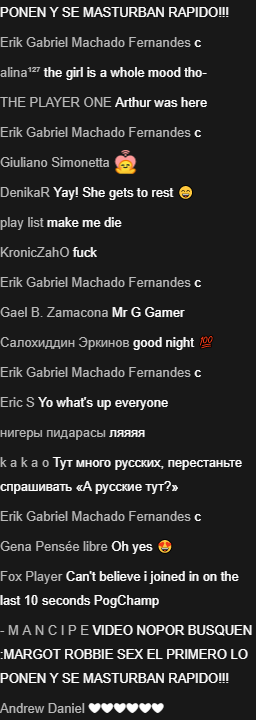 PONEN Y SE MASTURBAN RAPIDO!!!
Erik Gabriel Machado Fernandes c
alina¹²⁷ the girl is a whole mood tho-
THE PLAYER ONE Arthur was here
Erik Gabriel Machado Fernandes c
Giuliano Simonetta
DenikaR Yay! She gets to rest 😄
play list make me die
KronicZahO fuck
Erik Gabriel Machado Fernandes c
Gael B. Zamacona Mr G Gamer
Салохиддин Эркинов good night 💯
Erik Gabriel Machado Fernandes c
Eric S Yo what's up everyone
нигеры пидарасы ляяяя
k a k a o Тут много русских, перестаньте
спрашивать «А русские тут?»
Erik Gabriel Machado Fernandes c
Gena Pensée libre Oh yes 😍
Fox Player Can't believe i joined in on the
last 10 seconds PogChamp
- M A N C I P E VIDEO NOPOR BUSQUEN
:MARGOT ROBBIE SEX EL PRIMERO LO
PONEN Y SE MASTURBAN RAPIDO!!!
Andrew Daniel 🤍🤍🤍🤍🤍🤍